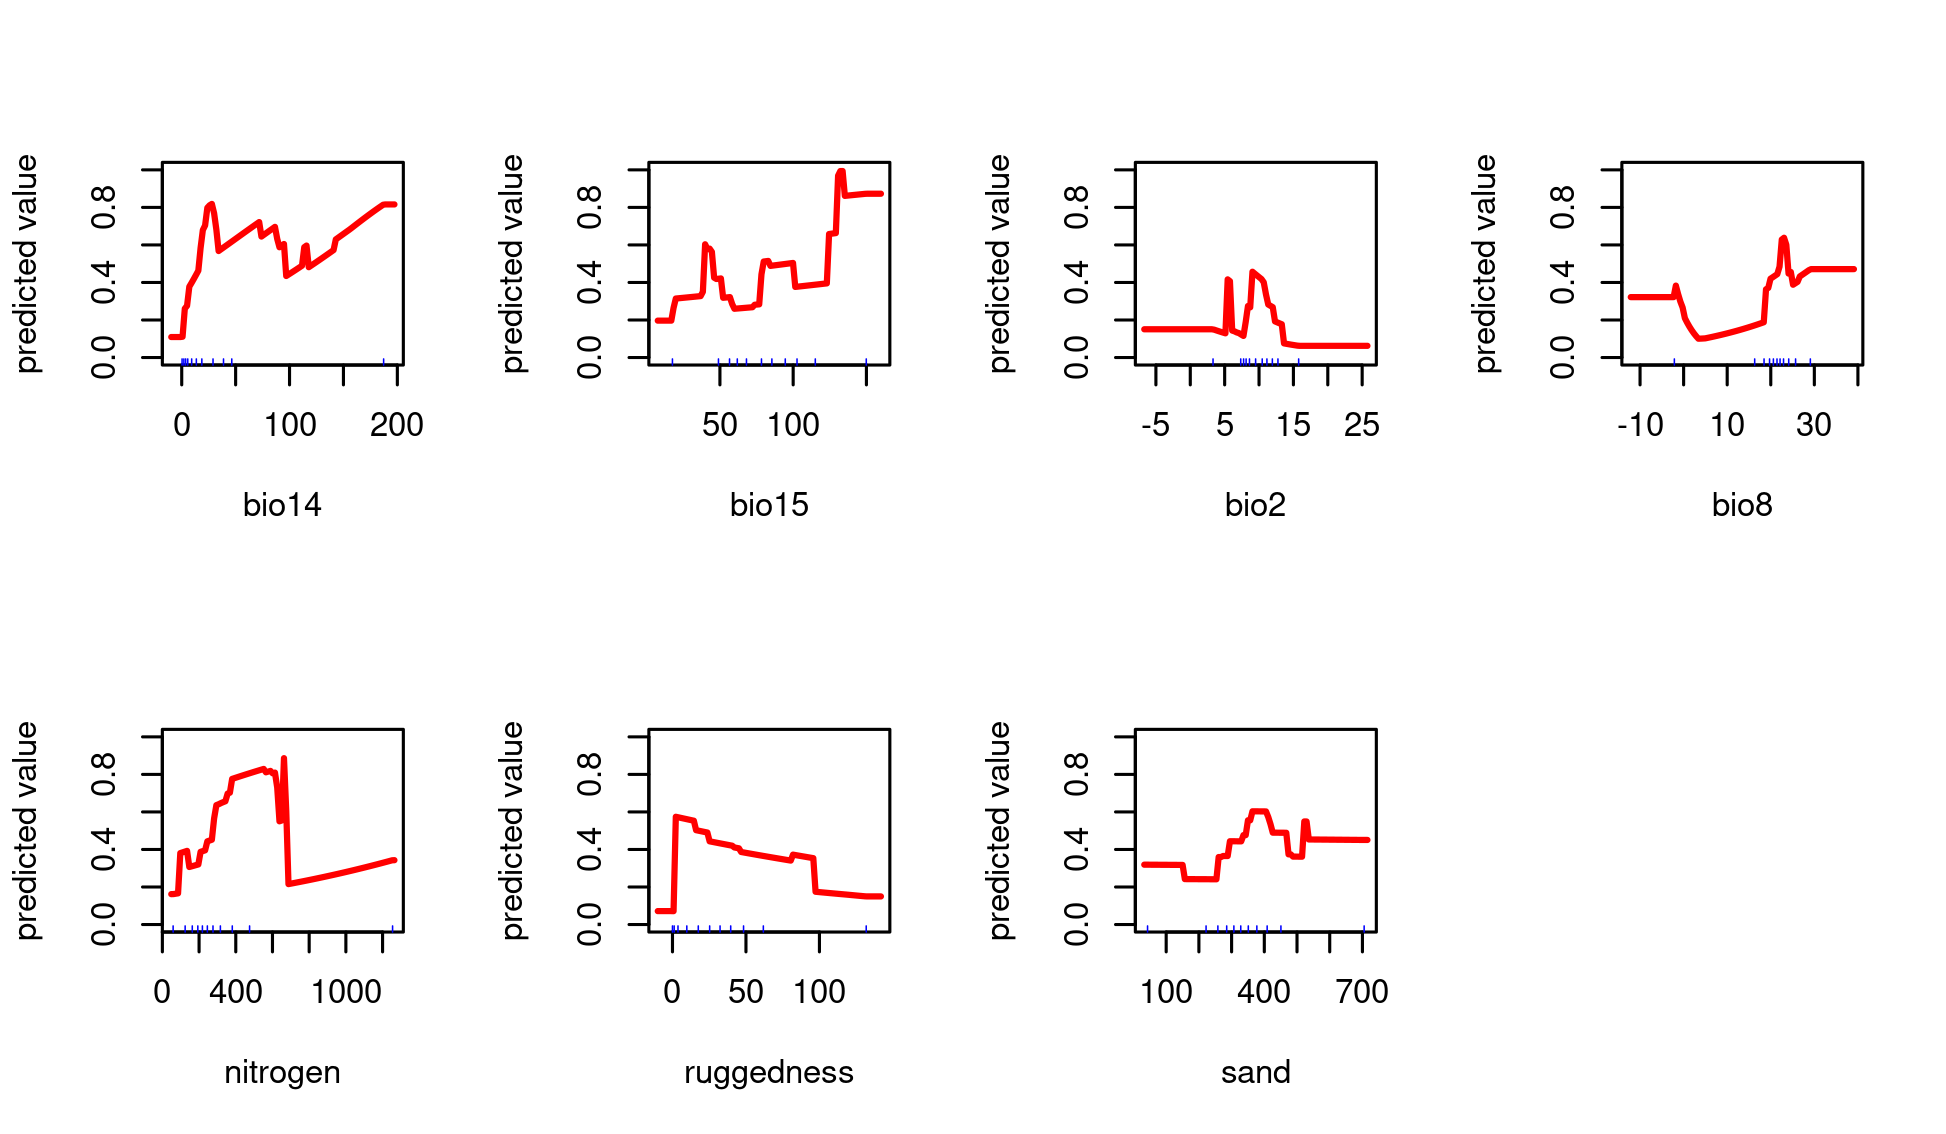 predicted value
0.0 0.4 0.8
0 100 200
bio14
predicted value
0.0 0.4 0.8
50 100
bio15
predicted value
0.0 0.4 0.8
-5 5 15 25
bio2
predicted value
0.0 0.4 0.8
-10 10 30
bio8
predicted value
0.0 0.4 0.8
0 400 1000
nitrogen
predicted value
0.0 0.4 0.8
0 50 100
ruggedness
predicted value
0.0 0.4 0.8
100 400 700
sand